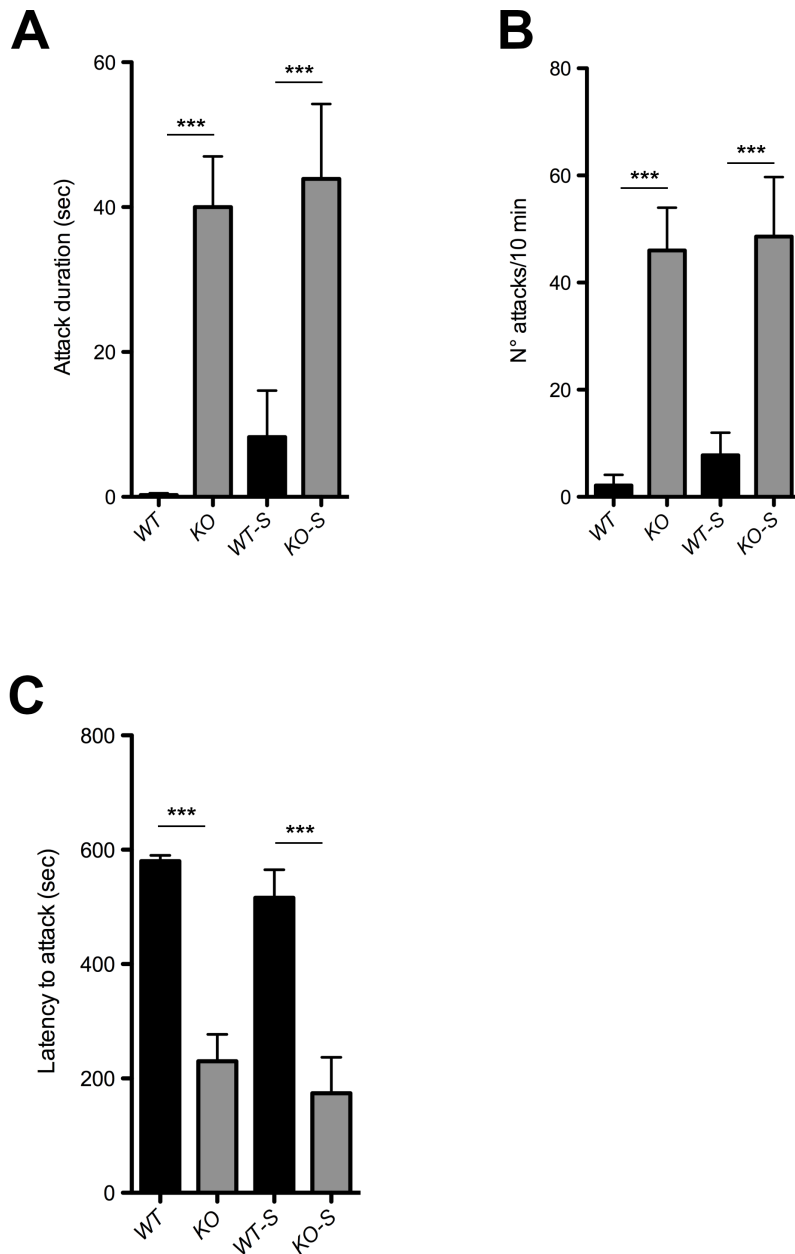 A
60
40
20
0
Attack duration (sec)
***
***
WT
KO
WT-S
KO-S
B
80
60
40
20
0
N° attacks/10 min
***
***
WT
KO
WT-S
KO-S
C
800
600
400
200
0
Latency to attack (sec)
***
***
WT
KO
WT-S
KO-S